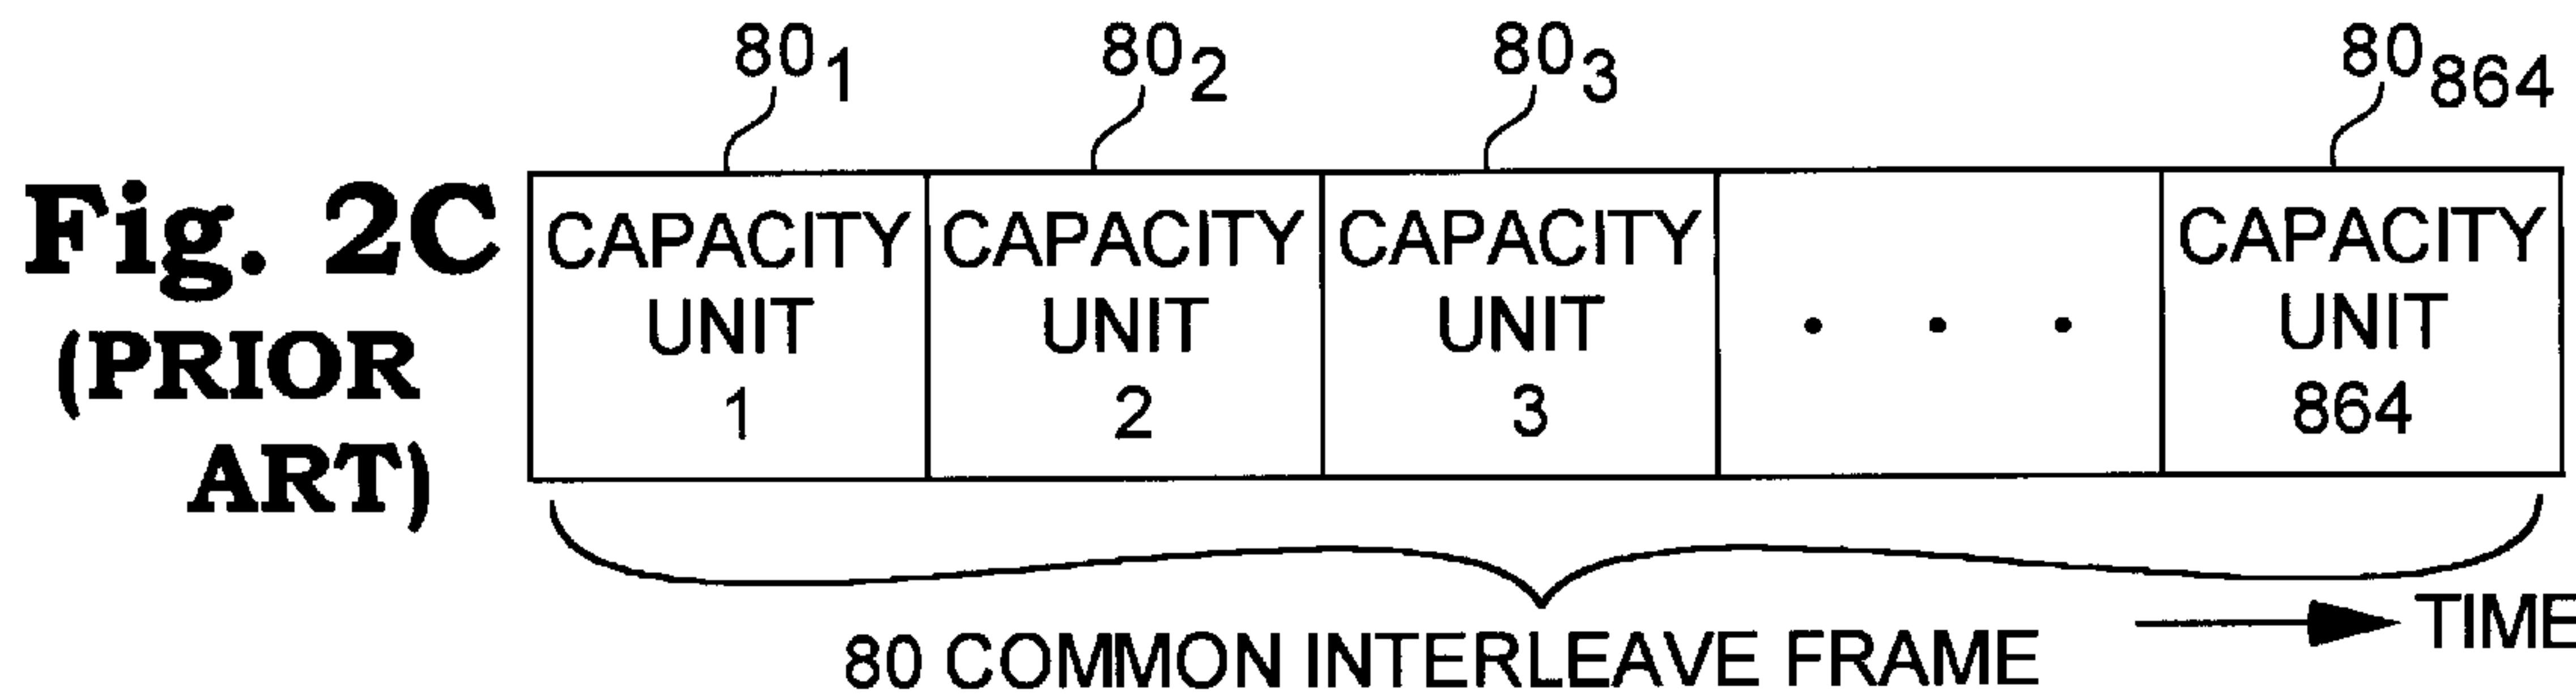 80₁ 80₂ 80₃ 80₈₆₄
Fig. 2C
(PRIOR
ART)
CAPACITY
UNIT
1
CAPACITY
UNIT
2
CAPACITY
UNIT
3
. . .
CAPACITY
UNIT
864
80 COMMON INTERLEAVE FRAME
TIME